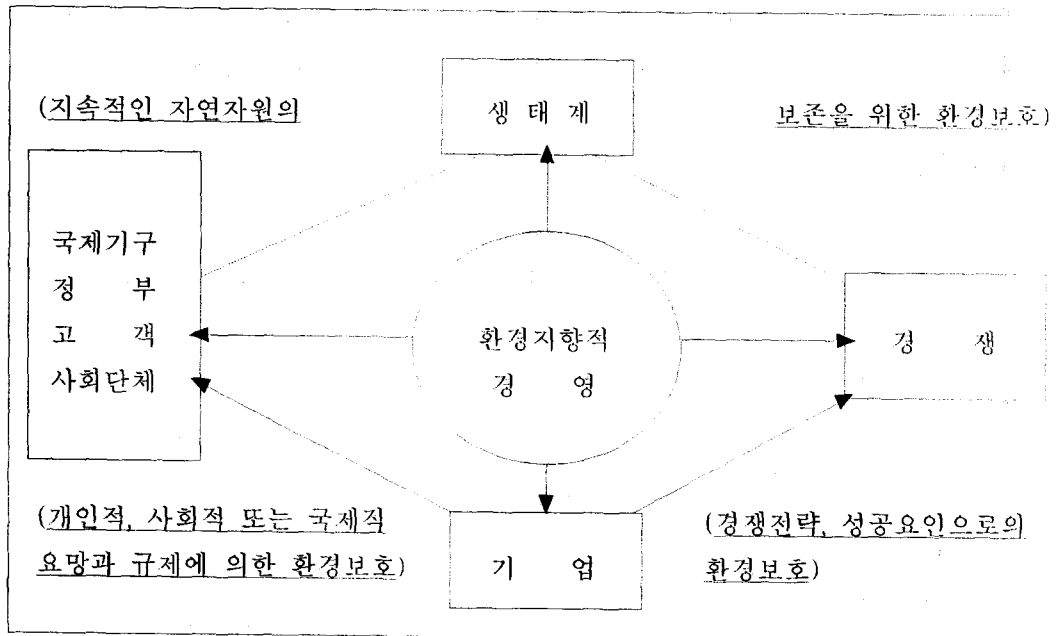 (지속적인 자연자원의
생 태 계
보존을 위한 환경보호)
국제기구
정 부
고 객
사회단체
환경지향적
경 영
경 쟁
(개인적, 사회적 또는 국제적
요망과 규제에 의한 환경보호)
기 업
(경쟁전략, 성공요인으로의
환경보호)